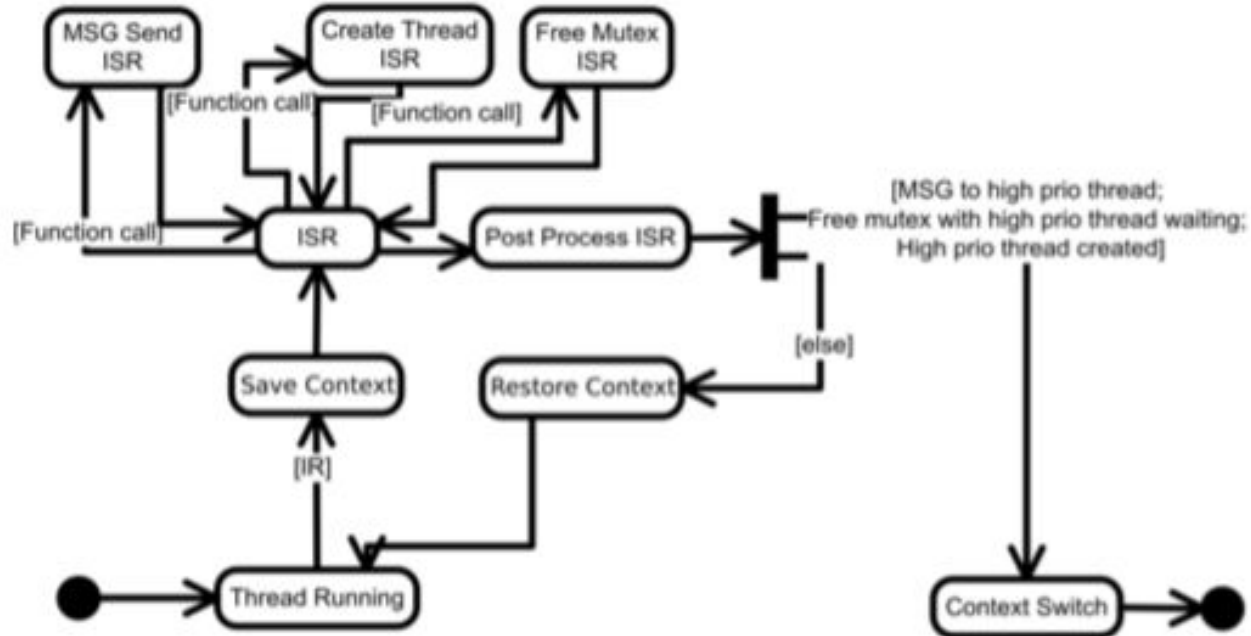 MSG Send
ISR
Create Thread
ISR
Free Mutex
ISR
[Function call]
[Function call]
[Function call]
ISR
Post Process ISR
[MSG to high prio thread;
Free mutex with high prio thread waiting;
High prio thread created]
[else]
Save Context
Restore Context
[IR]
Thread Running
Context Switch